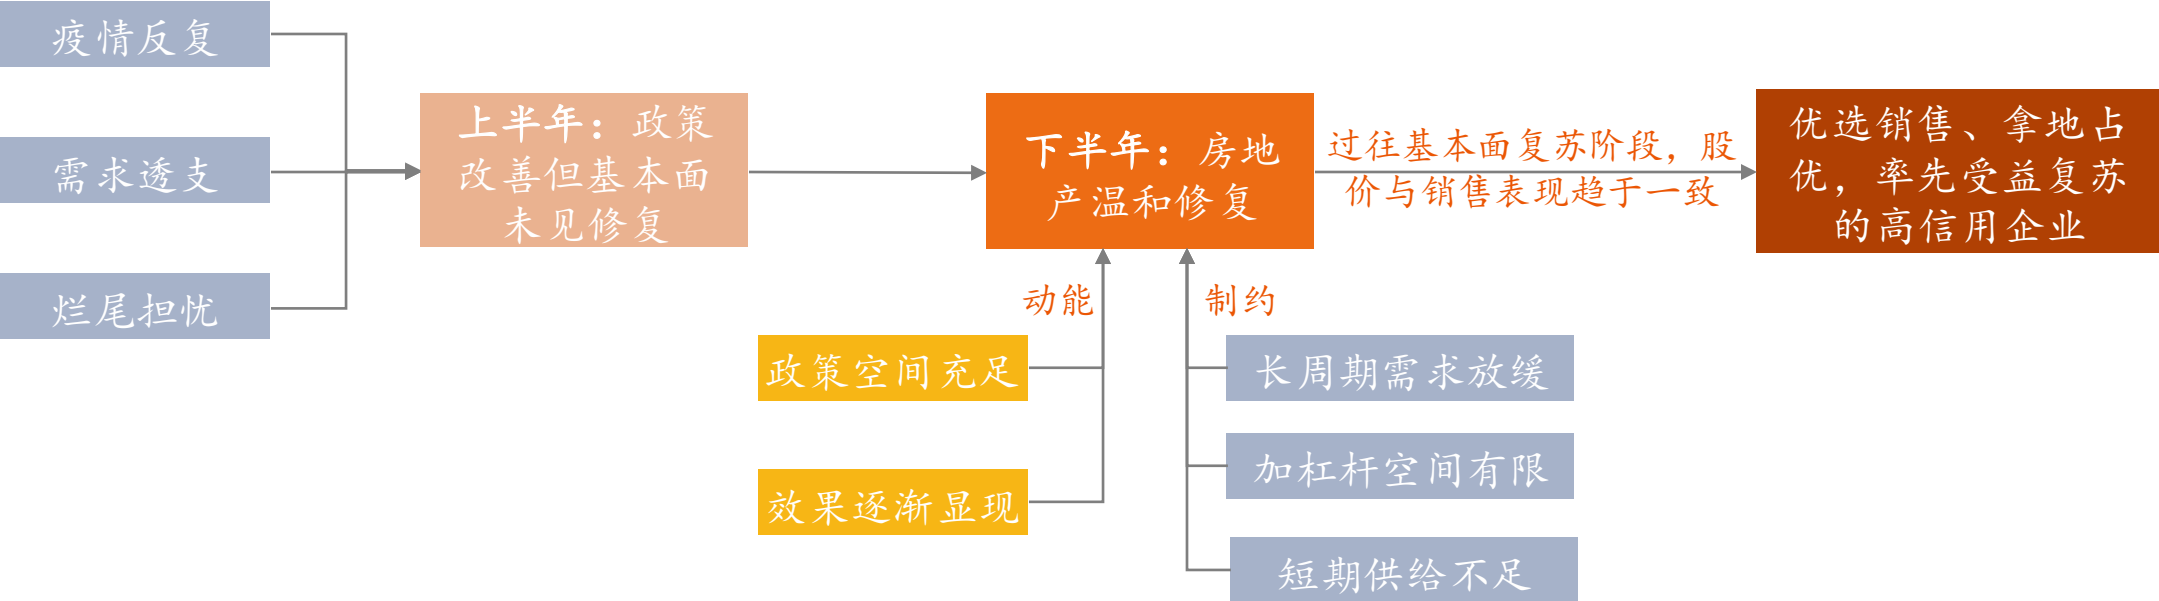 疫情反复
需求透支
烂尾担忧
上半年：政策
改善但基本面
未见修复
下半年：房地
产温和修复
过往基本面复苏阶段，股
价与销售表现趋于一致
优选销售、拿地占
优，率先受益复苏
的高信用企业
动能
制约
政策空间充足
效果逐渐显现
长周期需求放缓
加杠杆空间有限
短期供给不足